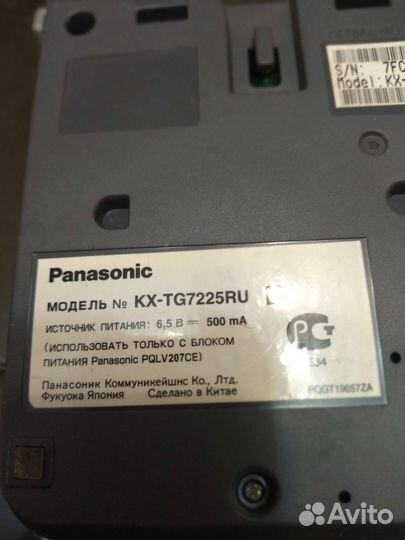 S/N: 7FC
Model:KX-
Panasonic
МОДЕЛЬ № KX-TG7225RU
ИСТОЧНИК ПИТАНИЯ: 6,5 В ⎓ 500 mA
(ИСПОЛЬЗОВАТЬ ТОЛЬКО С БЛОКОМ
ПИТАНИЯ Panasonic PQLV207CE)
Панасоник Коммуникейшнс Ко., Лтд.
Фукуока Япония Сделано в Китае
PQGT19657ZA
Avito